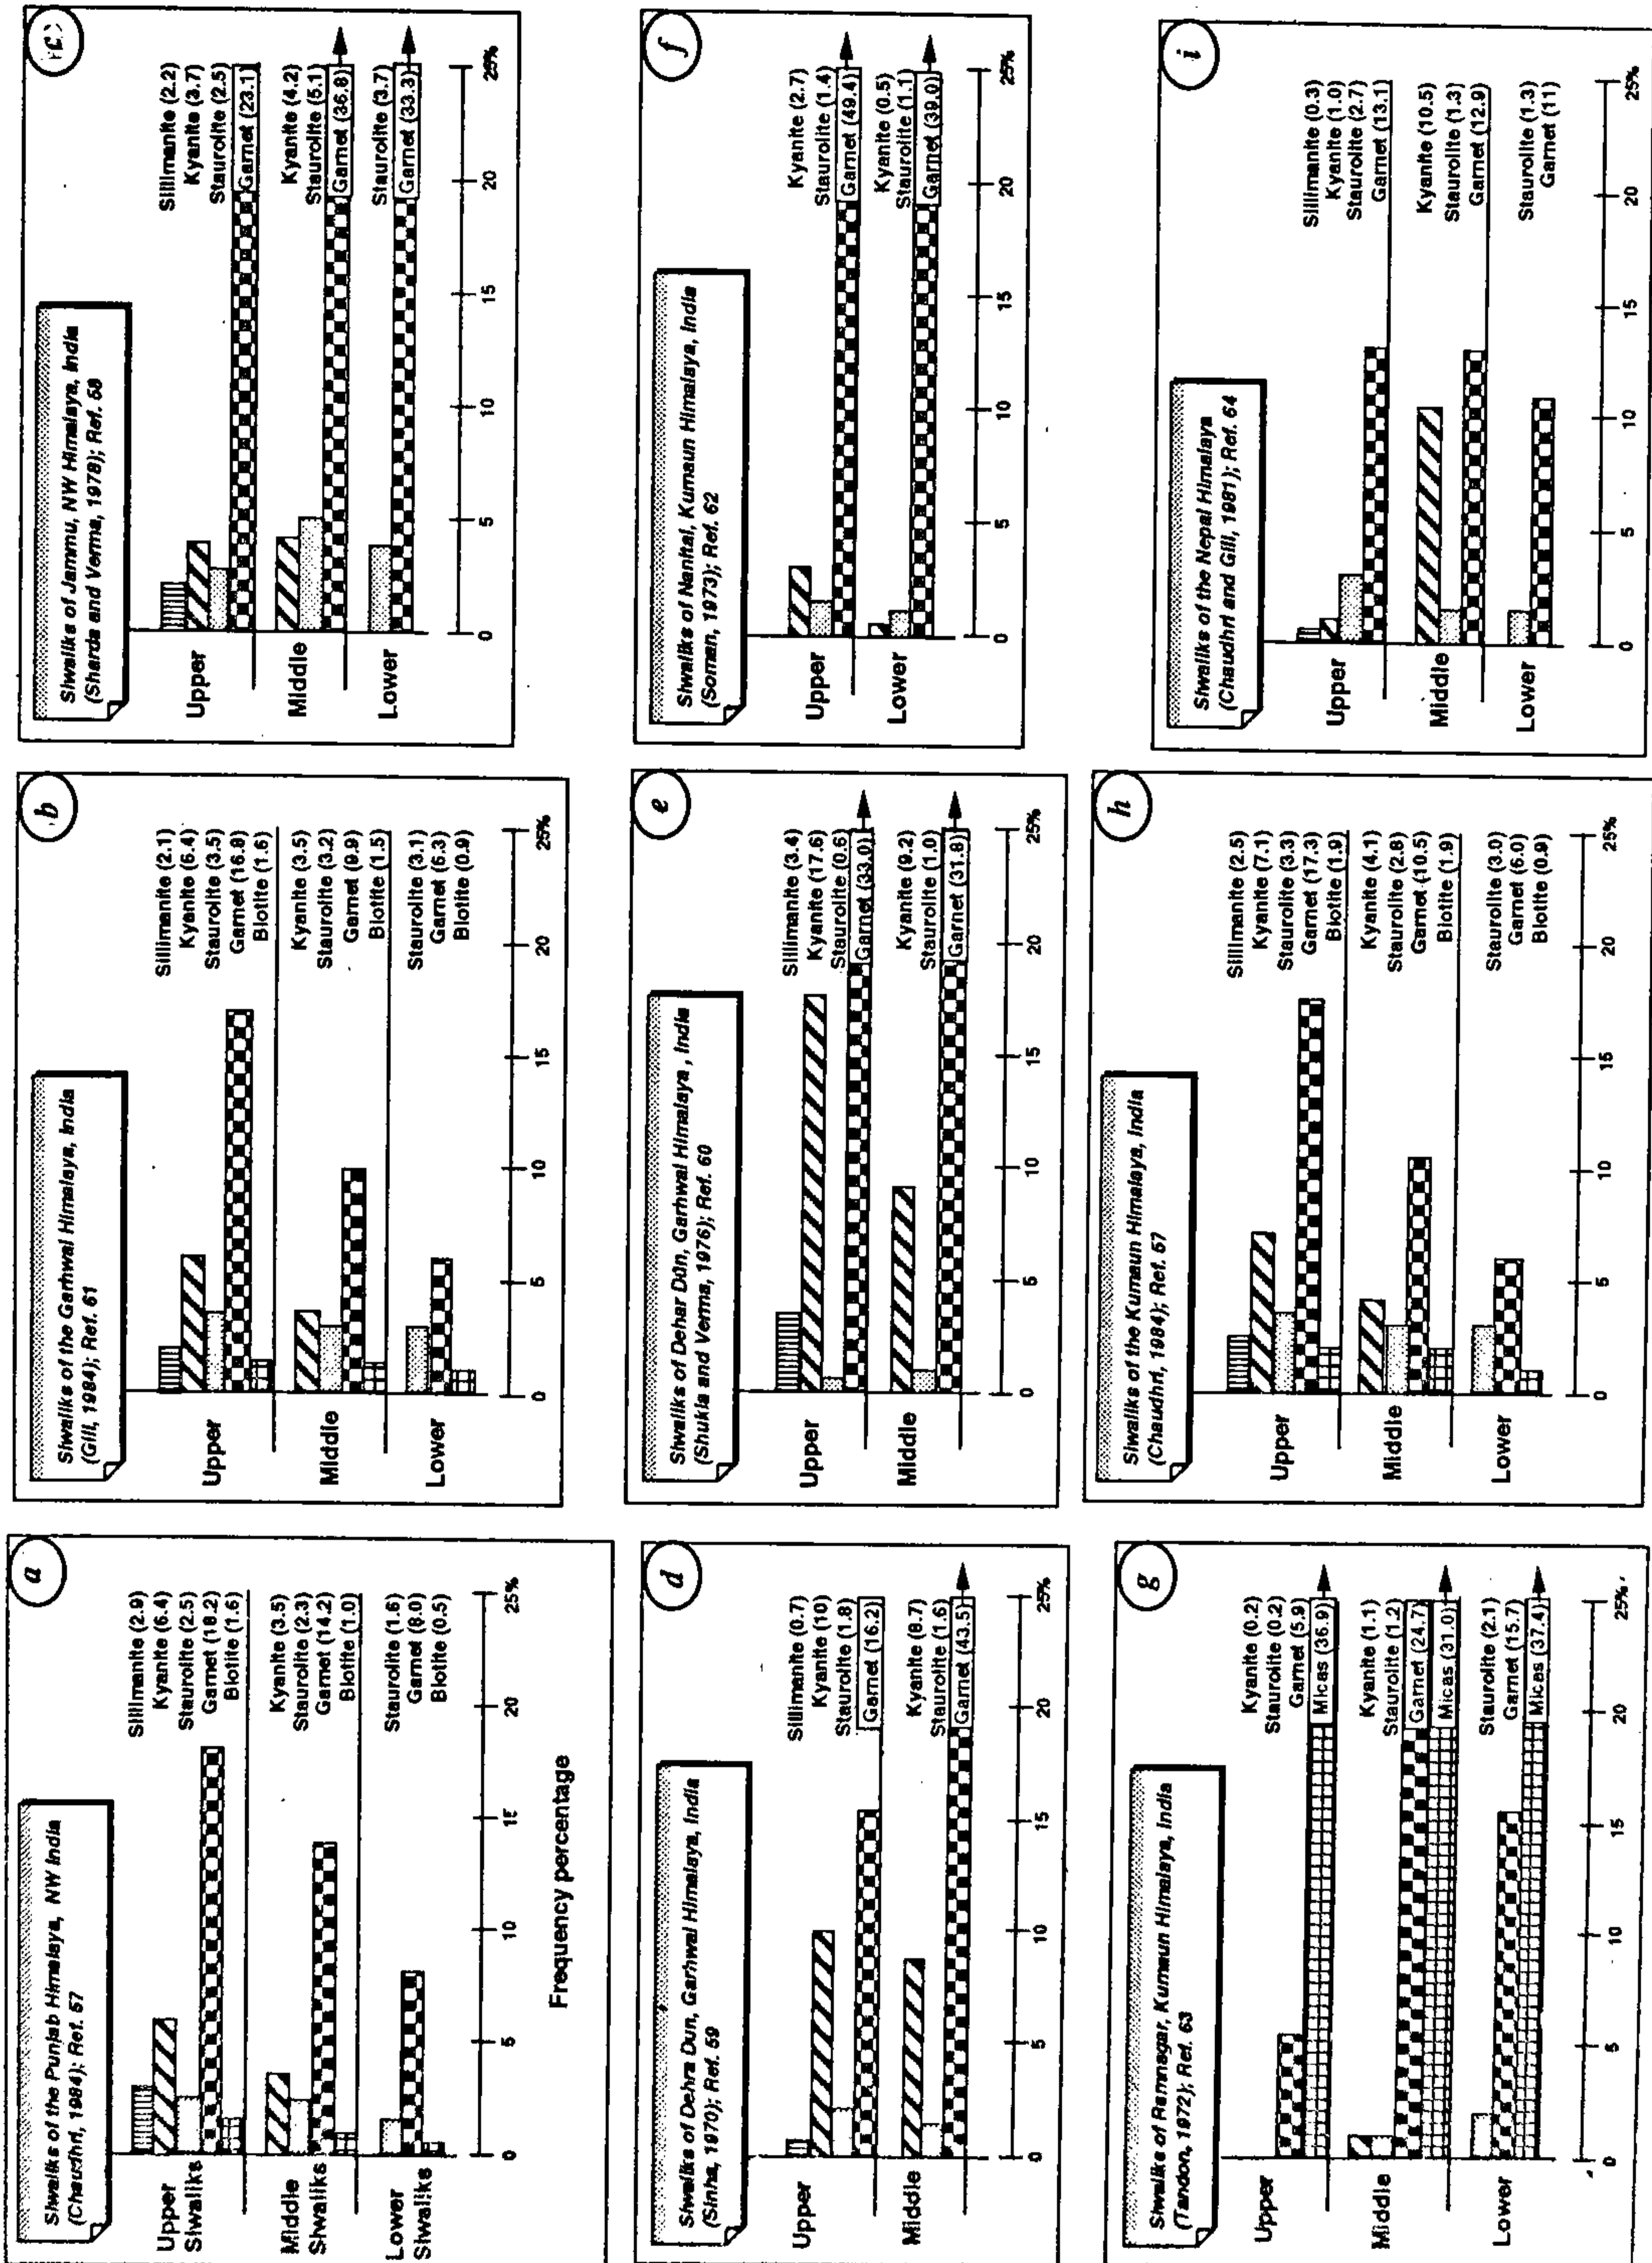 a
Siwaliks of the Punjab Himalaya, NW India
(Chaudhri, 1984); Ref. 57
Upper
Siwaliks
Sillimanite (2.9)
Kyanite (6.4)
Staurolite (2.5)
Garnet (18.2)
Biotite (1.6)
Middle
Siwaliks
Kyanite (3.5)
Staurolite (2.3)
Garnet (14.2)
Biotite (1.0)
Lower
Siwaliks
Staurolite (1.6)
Garnet (8.0)
Biotite (0.5)
0 5 10 15 20 25%
Frequency percentage
b
Siwaliks of the Garhwal Himalaya, India
(Gill, 1984); Ref. 61
Upper
Sillimanite (2.1)
Kyanite (6.4)
Staurolite (3.5)
Garnet (16.8)
Biotite (1.6)
Middle
Kyanite (3.5)
Staurolite (3.2)
Garnet (9.9)
Biotite (1.5)
Lower
Staurolite (3.1)
Garnet (6.3)
Biotite (0.9)
0 5 10 15 20 25%
Siwaliks of Jammu, NW Himalaya, India
(Sharda and Verma, 1978); Ref. 58
Upper
Sillimanite (2.2)
Kyanite (3.7)
Staurolite (2.5)
Garnet (23.1)
Middle
Kyanite (4.2)
Staurolite (5.1)
Garnet (36.8)
Lower
Staurolite (3.7)
Garnet (33.3)
0 5 10 15 20 25%
d
Siwaliks of Dehra Dun, Garhwal Himalaya, India
(Sinha, 1970); Ref. 59
Upper
Sillimanite (0.7)
Kyanite (10)
Staurolite (1.8)
Garnet (16.2)
Middle
Kyanite (8.7)
Staurolite (1.6)
Garnet (43.5)
0 5 10 15 20 25%
e
Siwaliks of Dehar Dun, Garhwal Himalaya , India
(Shukla and Verma, 1976); Ref. 60
Upper
Sillimanite (3.4)
Kyanite (17.6)
Staurolite (0.6)
Garnet (33.0)
Middle
Kyanite (9.2)
Staurolite (1.0)
Garnet (31.8)
0 5 10 15 20 25%
f
Siwaliks of Nanital, Kumaun Himalaya, India
(Soman, 1973); Ref. 62
Upper
Kyanite (2.7)
Staurolite (1.4)
Garnet (49.4)
Lower
Kyanite (0.5)
Staurolite (1.1)
Garnet (39.0)
0 5 10 15 20 25%
g
Siwaliks of Ramnagar, Kumaun Himalaya, India
(Tandon, 1972); Ref. 63
Upper
Kyanite (0.2)
Staurolite (0.2)
Garnet (5.9)
Micas (36.9)
Middle
Kyanite (1.1)
Staurolite (1.2)
Garnet (24.7)
Micas (31.0)
Lower
Staurolite (2.1)
Garnet (15.7)
Micas (37.4)
0 5 10 15 20 25%
h
Siwaliks of the Kumaun Himalaya, India
(Chaudhri, 1984); Ref. 57
Upper
Sillimanite (2.5)
Kyanite (7.1)
Staurolite (3.3)
Garnet (17.3)
Biotite (1.9)
Middle
Kyanite (4.1)
Staurolite (2.8)
Garnet (10.5)
Biotite (1.9)
Lower
Staurolite (3.0)
Garnet (6.0)
Biotite (0.9)
0 5 10 15 20 25%
i
Siwaliks of the Nepal Himalaya
(Chaudhri and Gill, 1981); Ref. 64
Upper
Sillimanite (0.3)
Kyanite (1.0)
Staurolite (2.7)
Garnet (13.1)
Middle
Kyanite (10.5)
Staurolite (1.3)
Garnet (12.9)
Lower
Staurolite (1.3)
Garnet (11)
0 5 10 15 20 25%